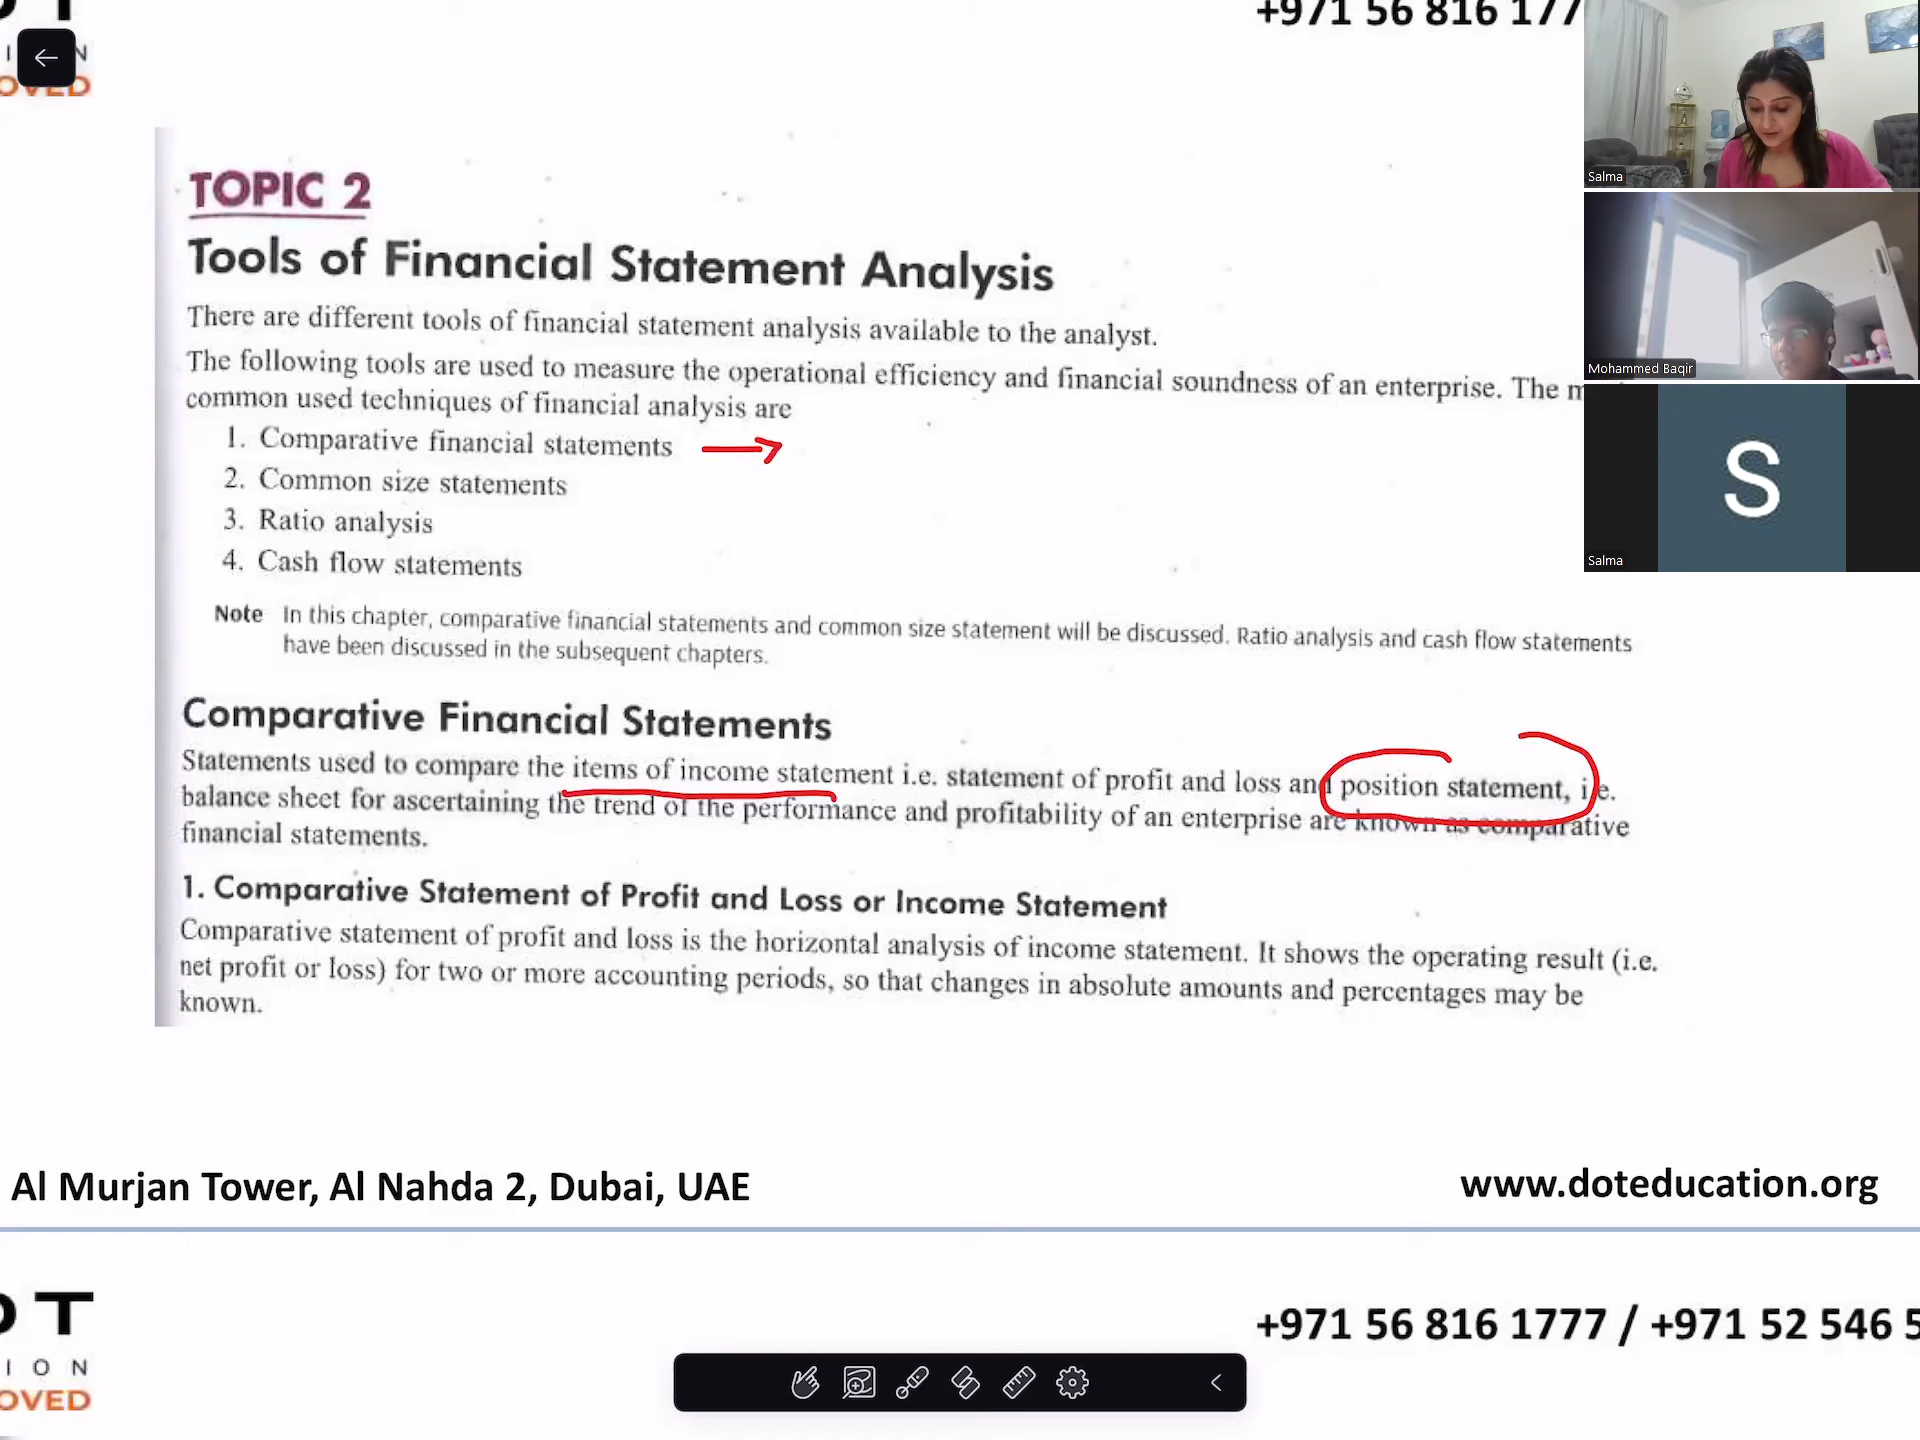 +971 56 816 177
N
OVED
Salma
TOPIC 2
Tools of Financial Statement Analysis
There are different tools of financial statement analysis available to the analyst.
The following tools are used to measure the operational efficiency and financial soundness of an enterprise. The m
common used techniques of financial analysis are
1. Comparative financial statements
2. Common size statements
3. Ratio analysis
4. Cash flow statements
Mohammed Baqir
S
Salma
Note In this chapter, comparative financial statements and common size statement will be discussed. Ratio analysis and cash flow statements
have been discussed in the subsequent chapters.
Comparative Financial Statements
Statements used to compare the items of income statement i.e. statement of profit and loss and position statement, i.e.
balance sheet for ascertaining the trend of the performance and profitability of an enterprise are known as comparative
financial statements.
1. Comparative Statement of Profit and Loss or Income Statement
Comparative statement of profit and loss is the horizontal analysis of income statement. It shows the operating result (i.e.
net profit or loss) for two or more accounting periods, so that changes in absolute amounts and percentages may be
known.
Al Murjan Tower, Al Nahda 2, Dubai, UAE
www.doteducation.org
OT
ION
OVED
+971 56 816 1777 / +971 52 546 5